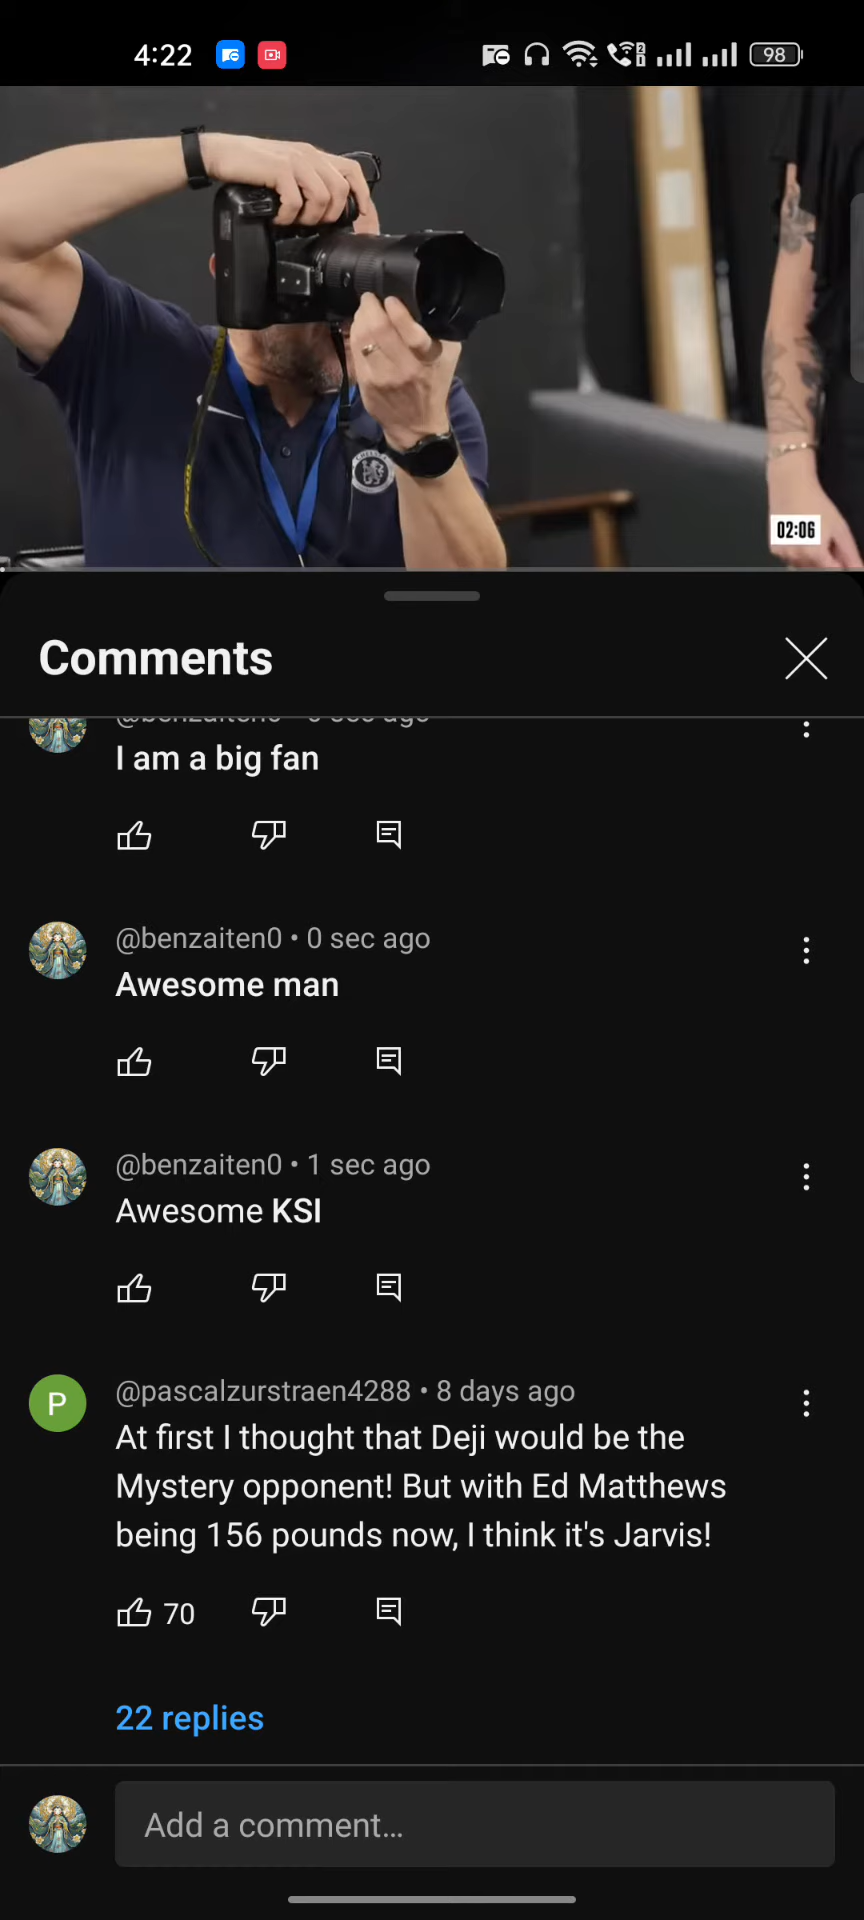 4:22
98
02:06
Comments
I am a big fan
@benzaiten0 • 0 sec ago
Awesome man
@benzaiten0 • 1 sec ago
Awesome KSI
P
@pascalzurstraen4288 • 8 days ago
At first I thought that Deji would be the
Mystery opponent! But with Ed Matthews
being 156 pounds now, I think it's Jarvis!
70
22 replies
Add a comment...